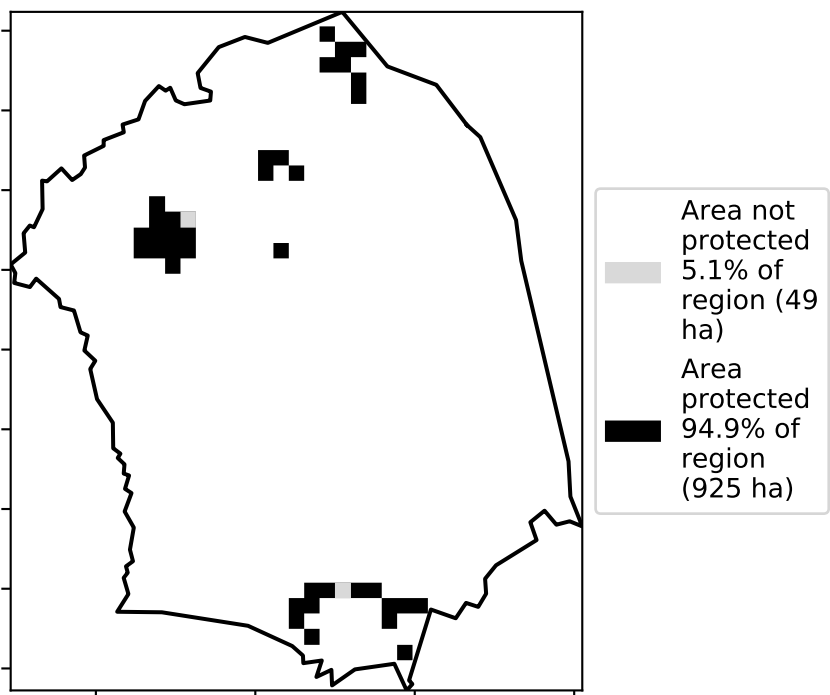 Area not
protected
5.1% of
region (49
ha)
Area
protected
94.9% of
region
(925 ha)